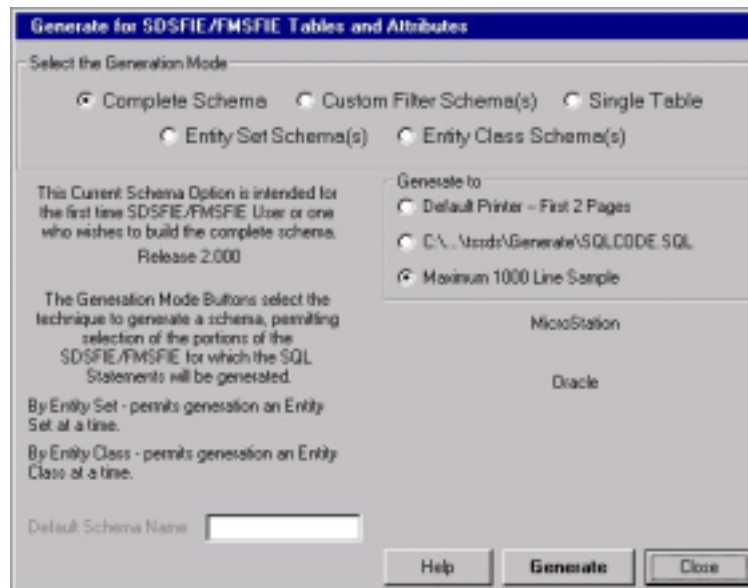 Generate for SDSFIE/FMSFIE Tables and Attributes
Select the Generation Mode
Complete Schema Custom Filter Schema(s) Single Table
Entity Set Schema(s) Entity Class Schema(s)
This Current Schema Option is intended for
the first time SDSFIE/FMSFIE User or one
who wishes to build the complete schema.
Release 2.000
The Generation Mode Buttons select the
technique to generate a schema, permitting
selection of the portions of the
SDSFIE/FMSFIE for which the SQL
Statements will be generated.
By Entity Set - permits generation an Entity
Set at a time.
By Entity Class - permits generation an Entity
Class at a time.
Default Schema Name
Generate to
Default Printer -- First 2 Pages
C:\...\tssds\Generate\SQLCODE.SQL
Maximum 1000 Line Sample
MicroStation
Oracle
Help Generate Close